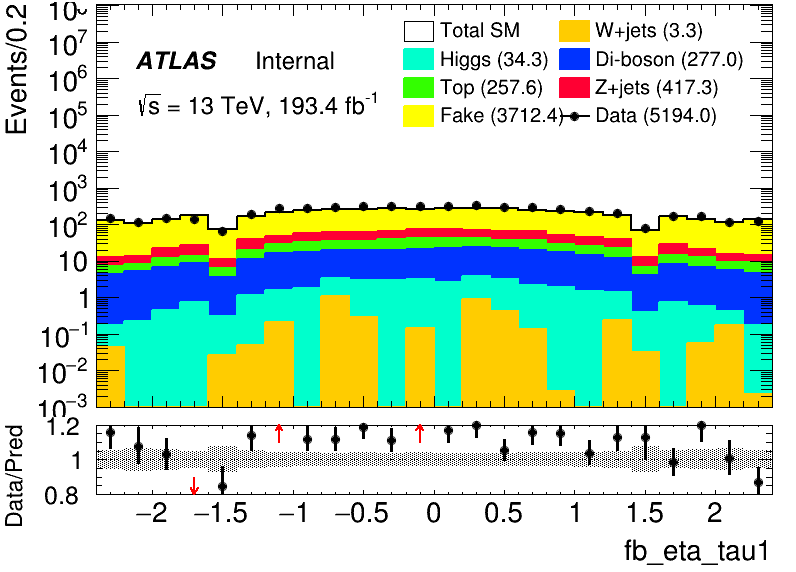 Events/0.2
10⁸
10⁷
10⁶
10⁵
10⁴
10³
10²
10
1
10⁻¹
10⁻²
10⁻³
ATLAS Internal
√s = 13 TeV, 193.4 fb⁻¹
Total SM
W+jets (3.3)
Higgs (34.3)
Di-boson (277.0)
Top (257.6)
Z+jets (417.3)
Fake (3712.4)
Data (5194.0)
Data/Pred
1.2
1
0.8
−2 −1.5 −1 −0.5 0 0.5 1 1.5 2
fb_eta_tau1